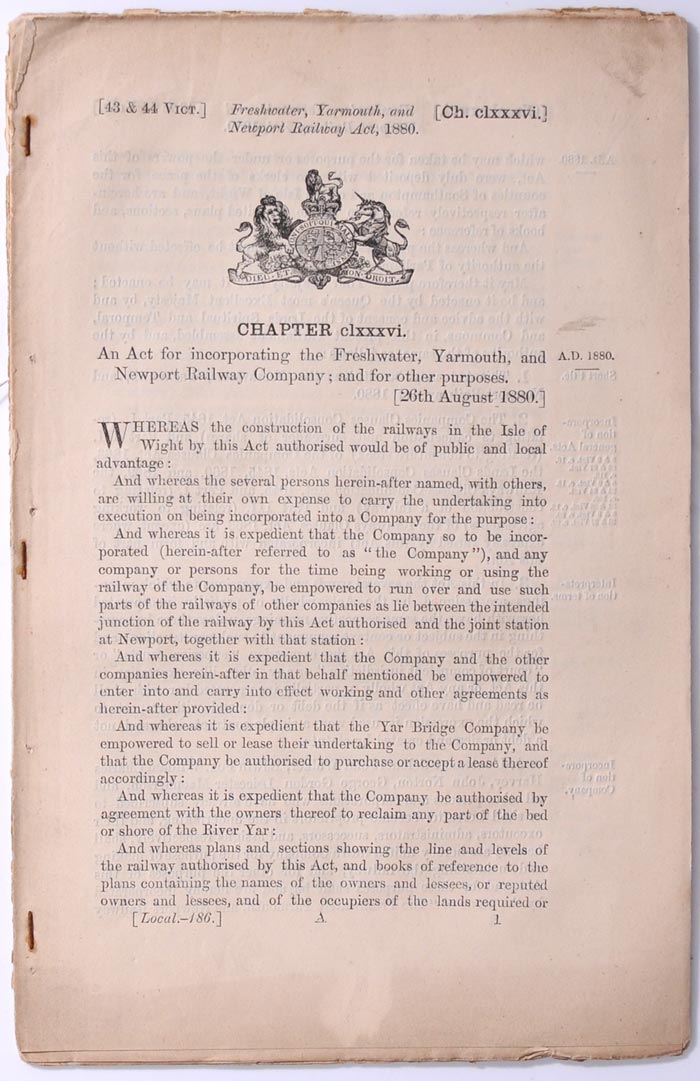 [43 & 44 VICT.] Freshwater, Yarmouth, and [Ch. clxxxvi.]
Newport Railway Act, 1880.
DIEU · ET · MON · DROIT.
CHAPTER clxxxvi.
An Act for incorporating the Freshwater, Yarmouth, and A.D. 1880.
Newport Railway Company; and for other purposes.
[26th August 1880.]
WHEREAS the construction of the railways in the Isle of
Wight by this Act authorised would be of public and local
advantage:
And whereas the several persons herein-after named, with others,
are willing at their own expense to carry the undertaking into
execution on being incorporated into a Company for the purpose:
And whereas it is expedient that the Company so to be incor-
porated (herein-after referred to as "the Company"), and any
company or persons for the time being working or using the
railway of the Company, be empowered to run over and use such
parts of the railways of other companies as lie between the intended
junction of the railway by this Act authorised and the joint station
at Newport, together with that station:
And whereas it is expedient that the Company and the other
companies herein-after in that behalf mentioned be empowered to
enter into and carry into effect working and other agreements as
herein-after provided:
And whereas it is expedient that the Yar Bridge Company be
empowered to sell or lease their undertaking to the Company, and
that the Company be authorised to purchase or accept a lease thereof
accordingly:
And whereas it is expedient that the Company be authorised by
agreement with the owners thereof to reclaim any part of the bed
or shore of the River Yar:
And whereas plans and sections showing the line and levels of
the railway authorised by this Act, and books of reference to the
plans containing the names of the owners and lessees, or reputed
owners and lessees, and of the occupiers of the lands required or
[Local.-186.] A. 1